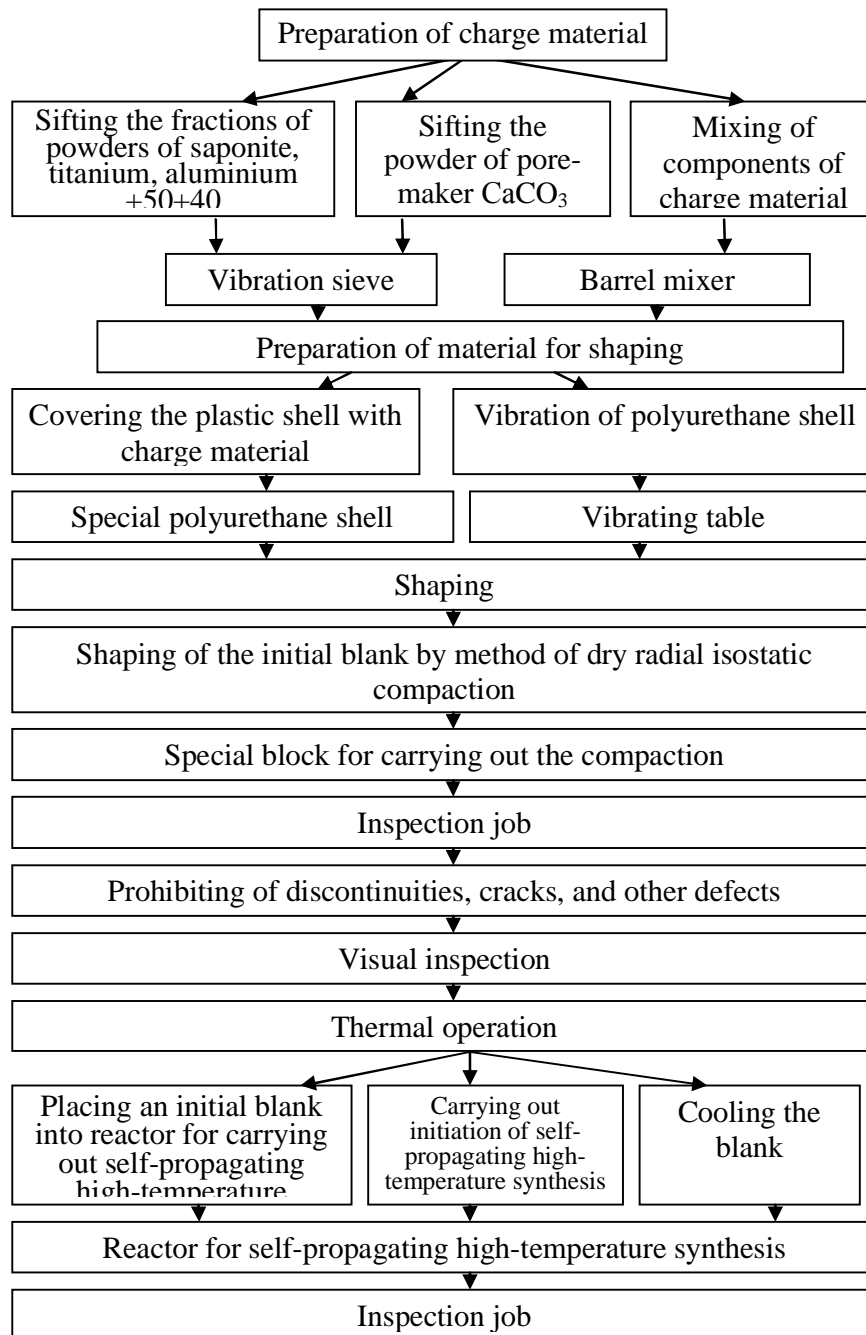 Preparation of charge material
Sifting the fractions of
powders of saponite,
titanium, aluminium
+50+40
Sifting the
powder of pore-
maker CaCO₃
Mixing of
components of
charge material
Vibration sieve
Barrel mixer
Preparation of material for shaping
Covering the plastic shell with
charge material
Vibration of polyurethane shell
Special polyurethane shell
Vibrating table
Shaping
Shaping of the initial blank by method of dry radial isostatic
compaction
Special block for carrying out the compaction
Inspection job
Prohibiting of discontinuities, cracks, and other defects
Visual inspection
Thermal operation
Placing an initial blank
into reactor for carrying
out self-propagating
high-temperature
Carrying out
initiation of self-
propagating high-
temperature synthesis
Cooling the
blank
Reactor for self-propagating high-temperature synthesis
Inspection job